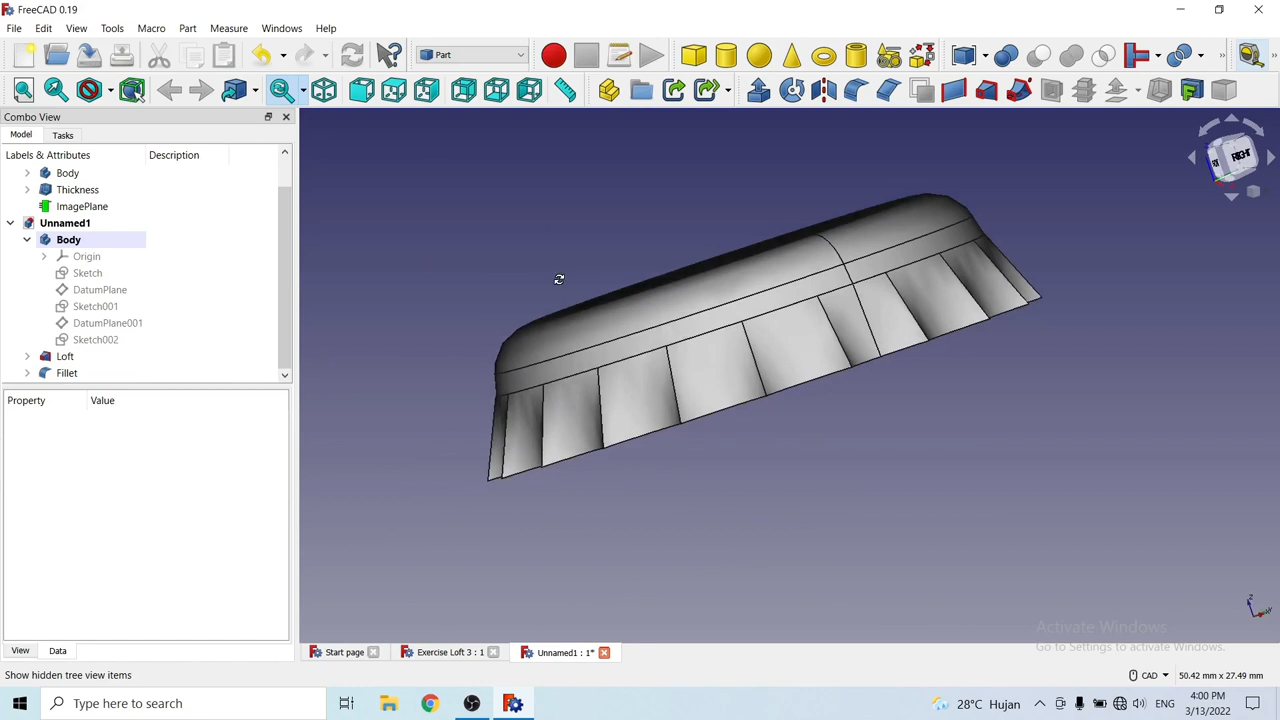 FreeCAD 0.19
File Edit View Tools Macro Part Measure Windows Help
Part
Combo View
Model Tasks
Labels & Attributes Description
Body
Thickness
ImagePlane
Unnamed1
Body
Origin
Sketch
DatumPlane
Sketch001
DatumPlane001
Sketch002
Loft
Fillet
Property Value
RIGHT
Z
Activate Windows
Go to Settings to activate Windows.
View Data
Start page Exercise Loft 3 : 1 Unnamed1 : 1*
Show hidden tree view items CAD 50.42 mm x 27.49 mm
Type here to search 28°C Hujan ENG 4:00 PM
3/13/2022